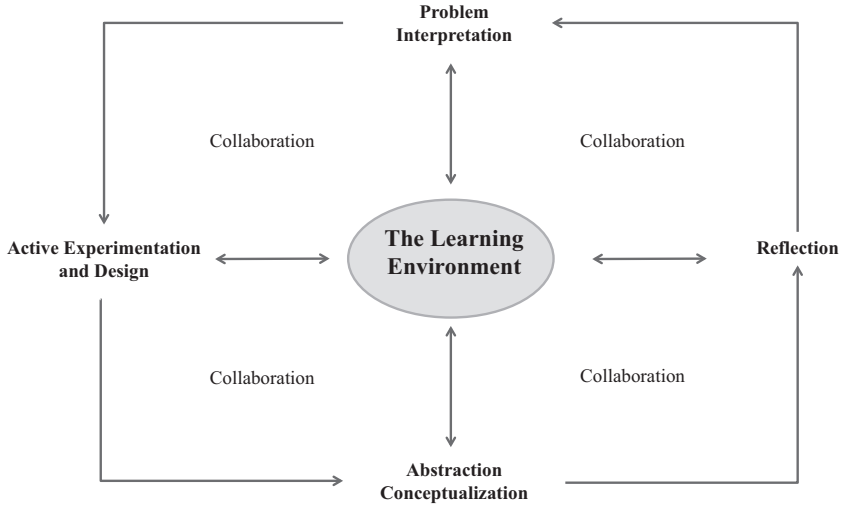 Problem
Interpretation
Collaboration
Collaboration
Active Experimentation
and Design
The Learning
Environment
Reflection
Collaboration
Collaboration
Abstraction
Conceptualization